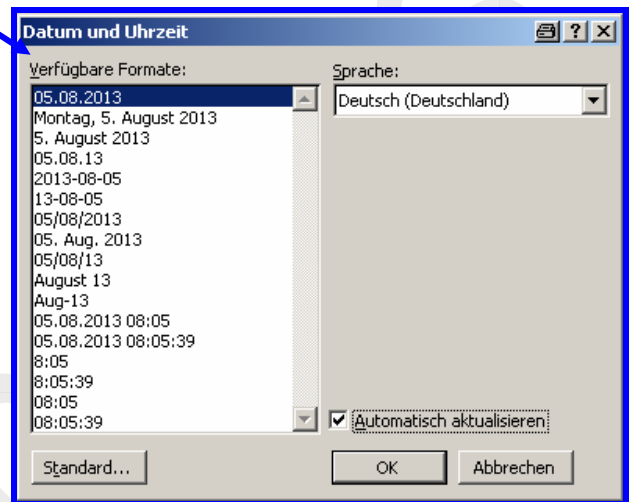 Datum und Uhrzeit
Verfügbare Formate:
Sprache:
05.08.2013
Deutsch (Deutschland)
Montag, 5. August 2013
5. August 2013
05.08.13
2013-08-05
13-08-05
05/08/2013
05. Aug. 2013
05/08/13
August 13
Aug-13
05.08.2013 08:05
05.08.2013 08:05:39
8:05
8:05:39
08:05
08:05:39
Automatisch aktualisieren
Standard...
OK
Abbrechen